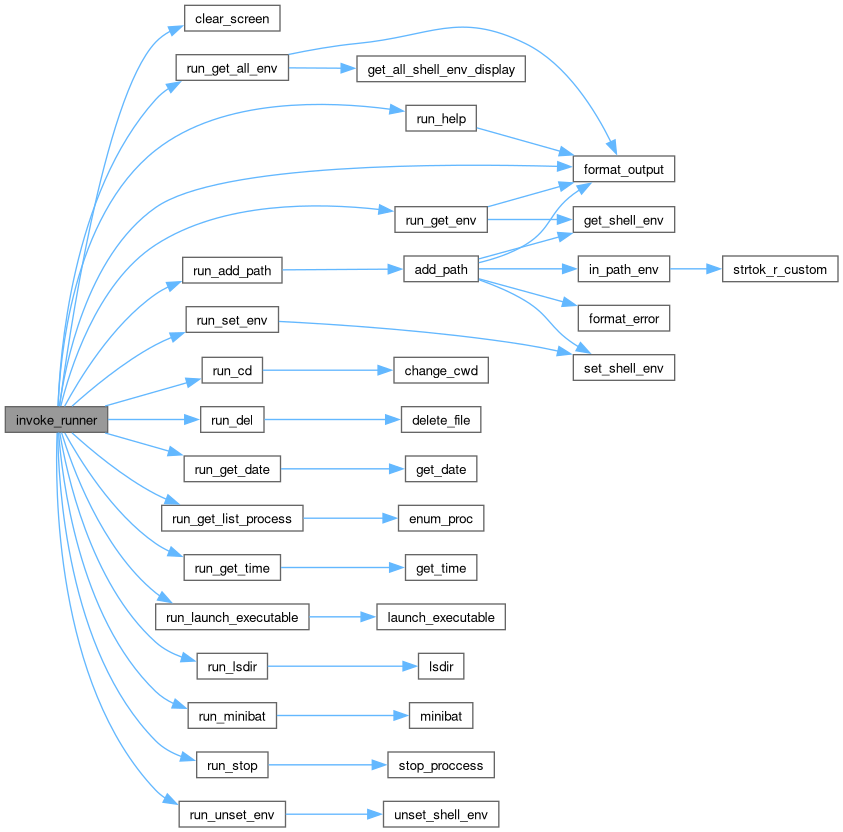 clear_screen
run_get_all_env
get_all_shell_env_display
run_help
format_output
run_get_env
get_shell_env
run_add_path
add_path
in_path_env
strtok_r_custom
run_set_env
format_error
run_cd
change_cwd
set_shell_env
invoke_runner
run_del
delete_file
run_get_date
get_date
run_get_list_process
enum_proc
run_get_time
get_time
run_launch_executable
launch_executable
run_lsdir
lsdir
run_minibat
minibat
run_stop
stop_proccess
run_unset_env
unset_shell_env